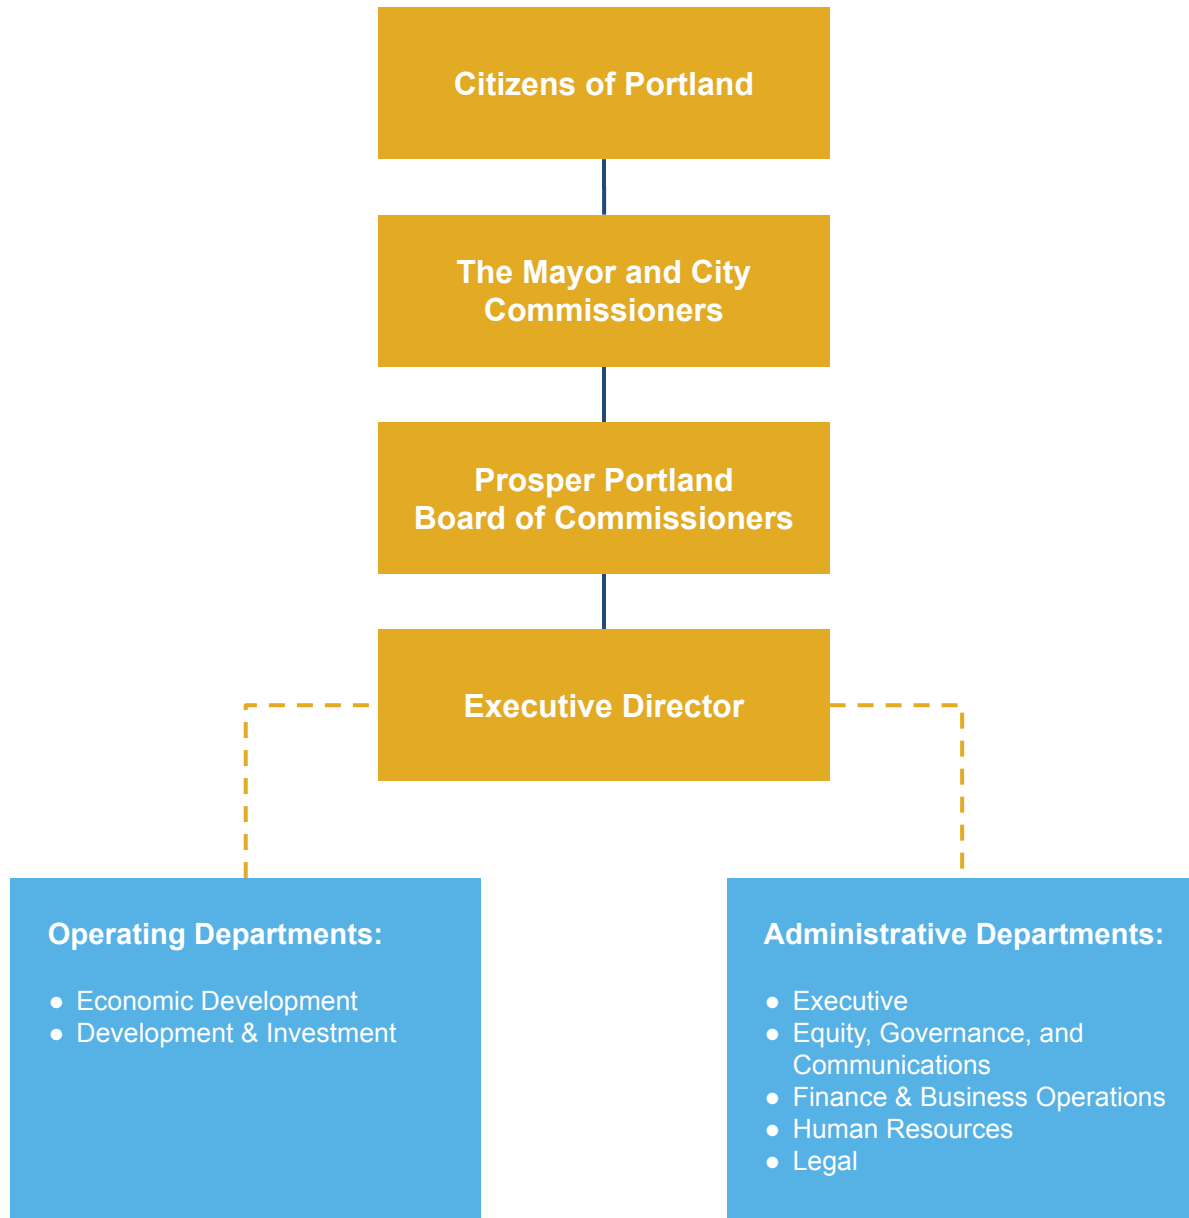 Citizens of Portland
The Mayor and City
Commissioners
Prosper Portland
Board of Commissioners
Executive Director
Operating Departments:
● Economic Development
● Development & Investment
Administrative Departments:
● Executive
● Equity, Governance, and
Communications
● Finance & Business Operations
● Human Resources
● Legal